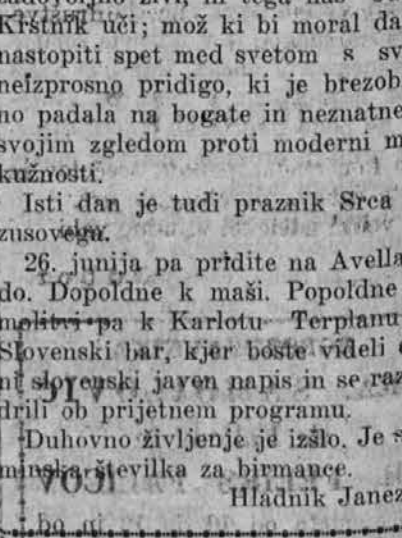 Krstnik uči; mož ki bi moral da
nastopiti spet med svetom s sv
neizprosno pridigo, ki je brezob
no padala na bogate in neznatne
svojim zgledom proti moderni m
kužnosti.
Isti dan je tudi praznik Srca
zusovega.
26. junija pa pridite na Avella
do. Dopoldne k maši. Popoldne
molitvi pa k Karlotu Terplanu
Slovenski bar, kjer boste videli
ni slovenski javen napis in se raz
drili ob prijetnem programu.
Duhovno življenje je izšlo. Je
minska številka za birmance.
Hladnik Janez